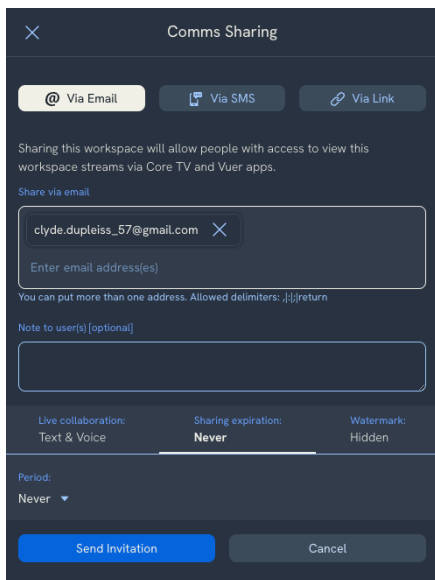 Comms Sharing
@ Via Email
Via SMS
Via Link
Sharing this workspace will allow people with access to view this
workspace streams via Core TV and Vuer apps.
Share via email
clyde.dupleiss_57@gmail.com
Enter email address(es)
You can put more than one address. Allowed delimiters: ,|:|;|return
Note to user(s) [optional]
Live collaboration:
Text & Voice
Sharing expiration:
Never
Watermark:
Hidden
Period:
Never
Send Invitation
Cancel